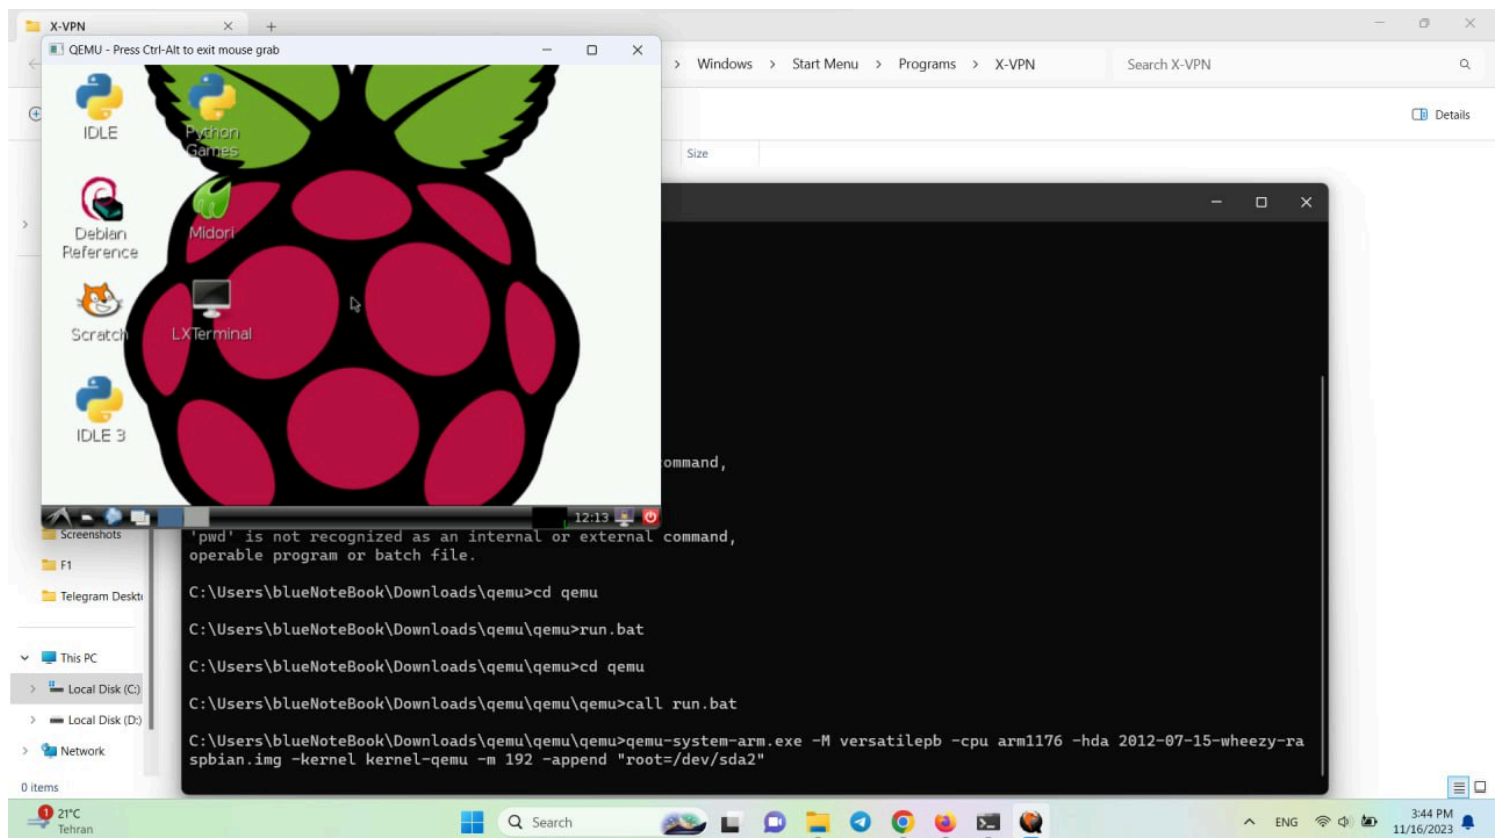 X-VPN
QEMU - Press Ctrl-Alt to exit mouse grab
Windows > Start Menu > Programs > X-VPN
Search X-VPN
Details
Size
IDLE
Python
Games
Debian
Reference
Midori
Scratch
LXTerminal
IDLE 3
12:13
Screenshots
F1
Telegram Deskt
This PC
Local Disk (C:)
Local Disk (D:)
Network
0 items
ommand,
'pwd' is not recognized as an internal or external command,
operable program or batch file.
C:\Users\blueNoteBook\Downloads\qemu>cd qemu
C:\Users\blueNoteBook\Downloads\qemu\qemu>run.bat
C:\Users\blueNoteBook\Downloads\qemu\qemu>cd qemu
C:\Users\blueNoteBook\Downloads\qemu\qemu\qemu>call run.bat
C:\Users\blueNoteBook\Downloads\qemu\qemu\qemu>qemu-system-arm.exe -M versatilepb -cpu arm1176 -hda 2012-07-15-wheezy-ra
spbian.img -kernel kernel-qemu -m 192 -append "root=/dev/sda2"
1
21°C
Tehran
Search
ENG
3:44 PM
11/16/2023